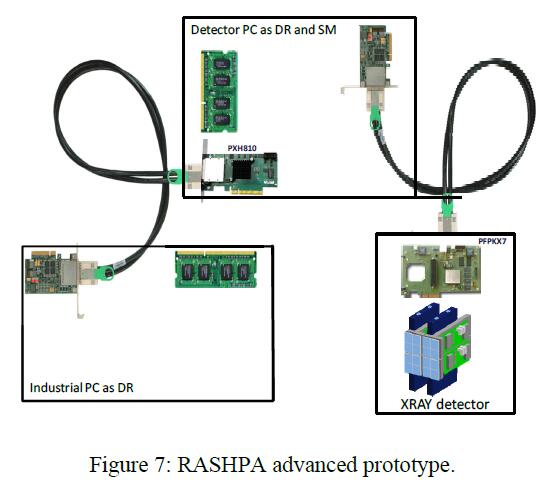 Detector PC as DR and SM
PXH810
PFPKX7
Industrial PC as DR
XRAY detector
Figure 7: RASHPA advanced prototype.